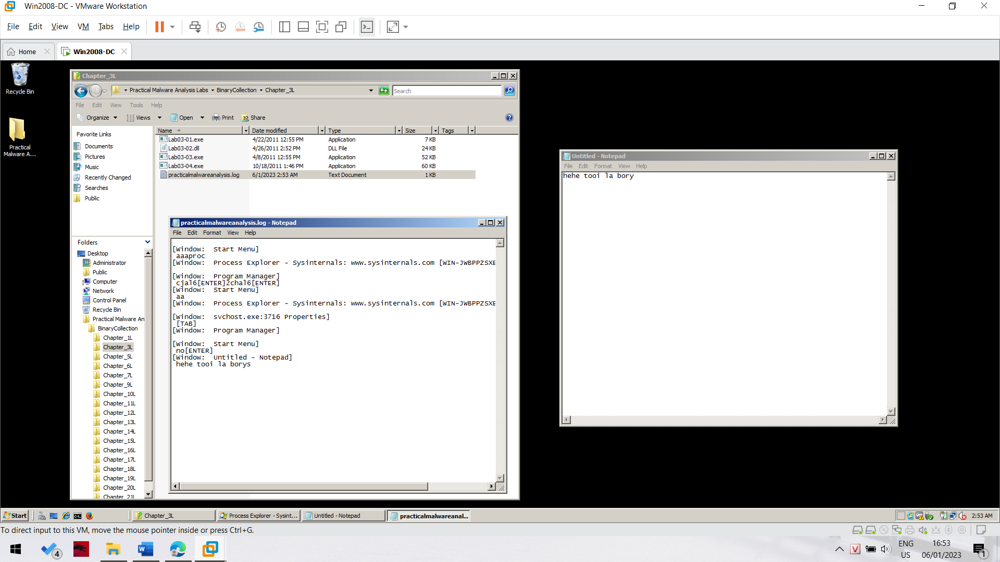 Win2008-DC - VMware Workstation
File Edit View VM Tabs Help
Home
Win2008-DC
Recycle Bin
Practical
Malware A...
Chapter_3L
Practical Malware Analysis Labs BinaryCollection Chapter_3L
Search
File Edit View Tools Help
Organize Views Open Print Share
Favorite Links
Documents
Pictures
Music
Recently Changed
Searches
Public
Name Date modified Type Size Tags
Lab03-01.exe 4/22/2011 12:55 PM Application 7 KB
Lab03-02.dll 4/26/2011 2:52 PM DLL File 24 KB
Lab03-03.exe 4/8/2011 12:55 PM Application 52 KB
Lab03-04.exe 10/18/2011 1:46 PM Application 60 KB
practicalmalwareanalysis.log 6/1/2023 2:53 AM Text Document 1 KB
Folders
Desktop
Administrator
Public
Computer
Network
Control Panel
Recycle Bin
Practical Malware An
BinaryCollection
Chapter_1L
Chapter_3L
Chapter_5L
Chapter_6L
Chapter_7L
Chapter_9L
Chapter_10L
Chapter_11L
Chapter_12L
Chapter_13L
Chapter_14L
Chapter_15L
Chapter_16L
Chapter_17L
Chapter_18L
Chapter_19L
Chapter_20L
Chapter_21L
practicalmalwareanalysis.log - Notepad
File Edit Format View Help
[Window: Start Menu]
aaaproc
[Window: Process Explorer - Sysinternals: www.sysinternals.com [WIN-JWBPPZSXE
[Window: Program Manager]
cjal6[ENTER]2chal6[ENTER]
[Window: Start Menu]
aa
[Window: Process Explorer - Sysinternals: www.sysinternals.com [WIN-JWBPPZSXE
[Window: svchost.exe:3716 Properties]
[TAB]
[Window: Program Manager]
[Window: Start Menu]
no[ENTER]
[Window: Untitled - Notepad]
hehe tooi la borys
Untitled - Notepad
File Edit Format View Help
hehe tooi la bory
Start
Chapter_3L
Process Explorer - Sysint...
Untitled - Notepad
practicalmalwareanal...
2:53 AM
To direct input to this VM, move the mouse pointer inside or press Ctrl+G.
4
ENG
US
16:53
06/01/2023
1